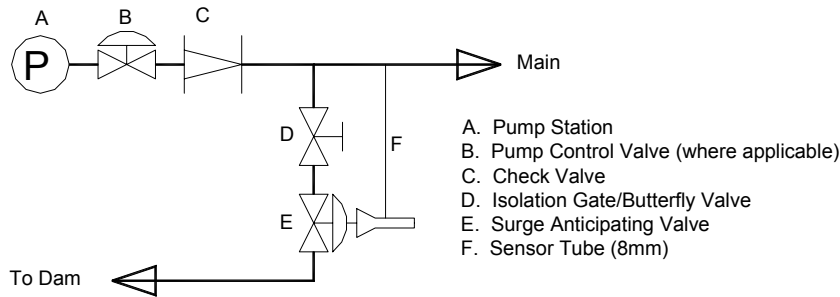 A
B
C
P
Main
D
F
E
A. Pump Station
B. Pump Control Valve (where applicable)
C. Check Valve
D. Isolation Gate/Butterfly Valve
E. Surge Anticipating Valve
F. Sensor Tube (8mm)
To Dam